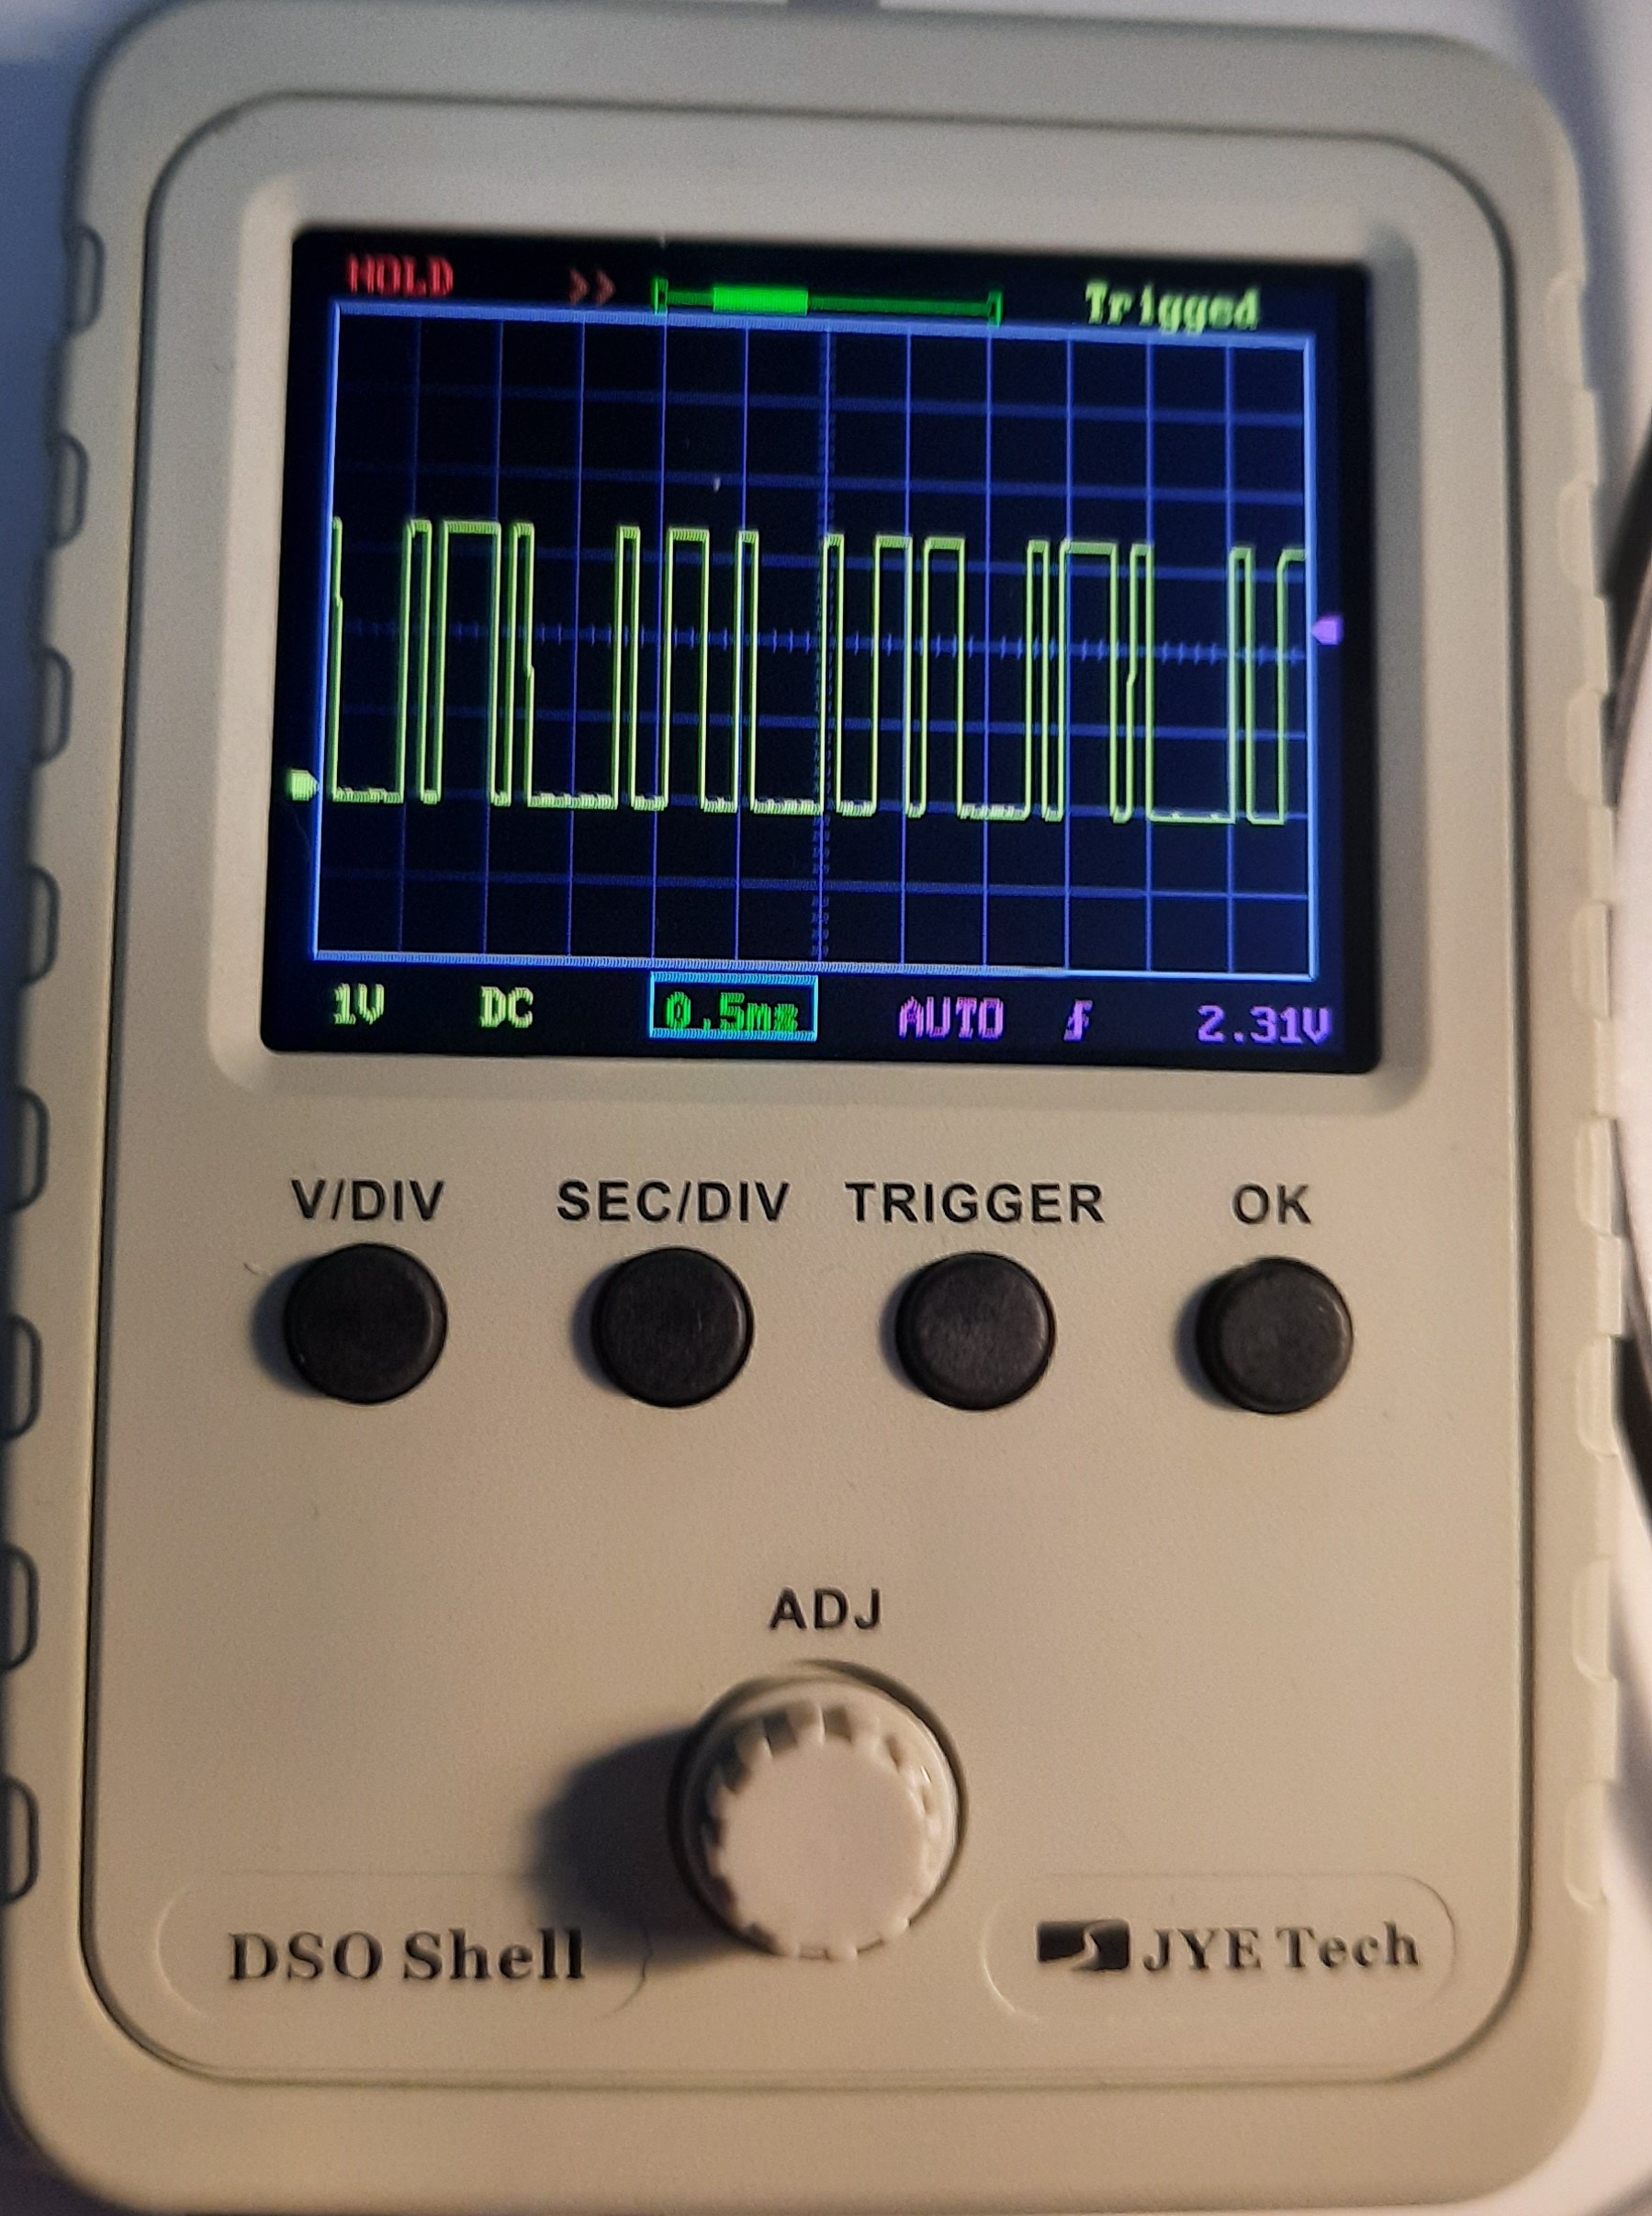 HOLD >> Trigged
1V DC 0.5ms AUTO 2.31V
V/DIV SEC/DIV TRIGGER OK
ADJ
DSO Shell JYE Tech